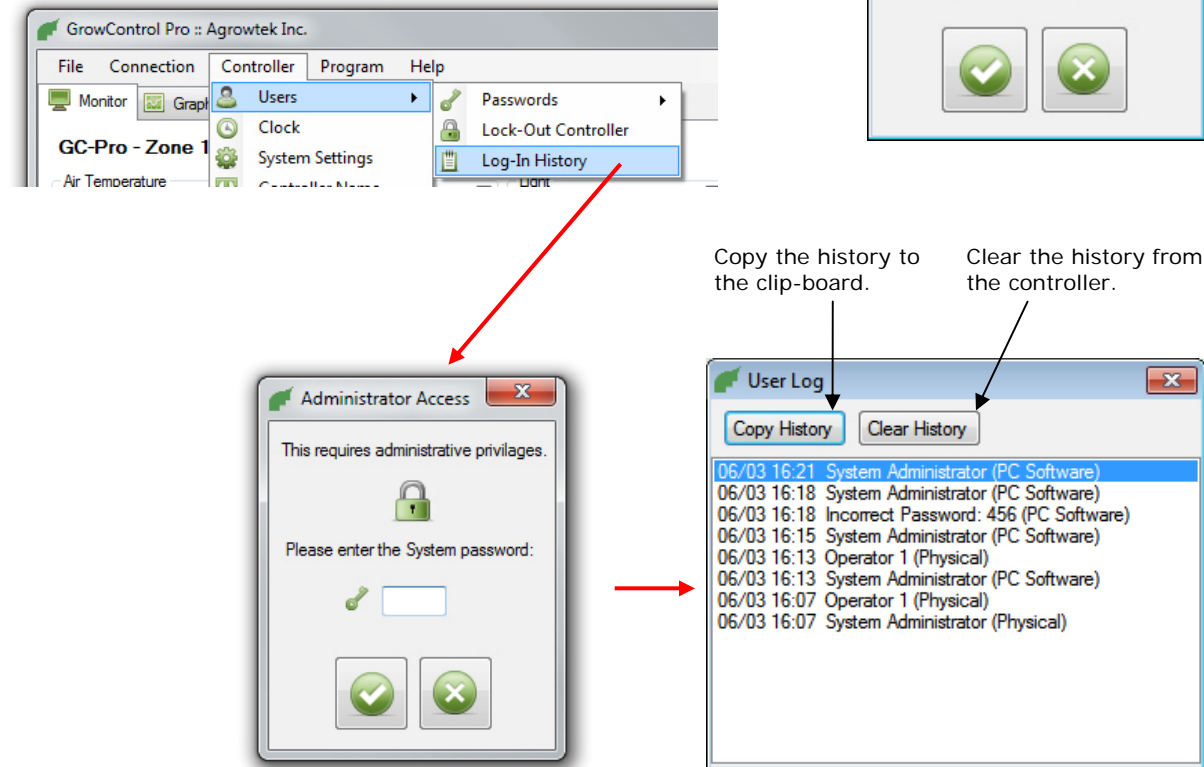 GrowControl Pro :: Agrowtek Inc.
File Connection Controller Program Help
Monitor Graph Users Passwords
Clock Lock-Out Controller
GC-Pro - Zone 1 System Settings Log-In History
Air Temperature Controller Name Light
Copy the history to
the clip-board.
Clear the history from
the controller.
Administrator Access
This requires administrative privilages.
Please enter the System password:
User Log
Copy History Clear History
06/03 16:21 System Administrator (PC Software)
06/03 16:18 System Administrator (PC Software)
06/03 16:18 Incorrect Password: 456 (PC Software)
06/03 16:15 System Administrator (PC Software)
06/03 16:13 Operator 1 (Physical)
06/03 16:13 System Administrator (PC Software)
06/03 16:07 Operator 1 (Physical)
06/03 16:07 System Administrator (Physical)